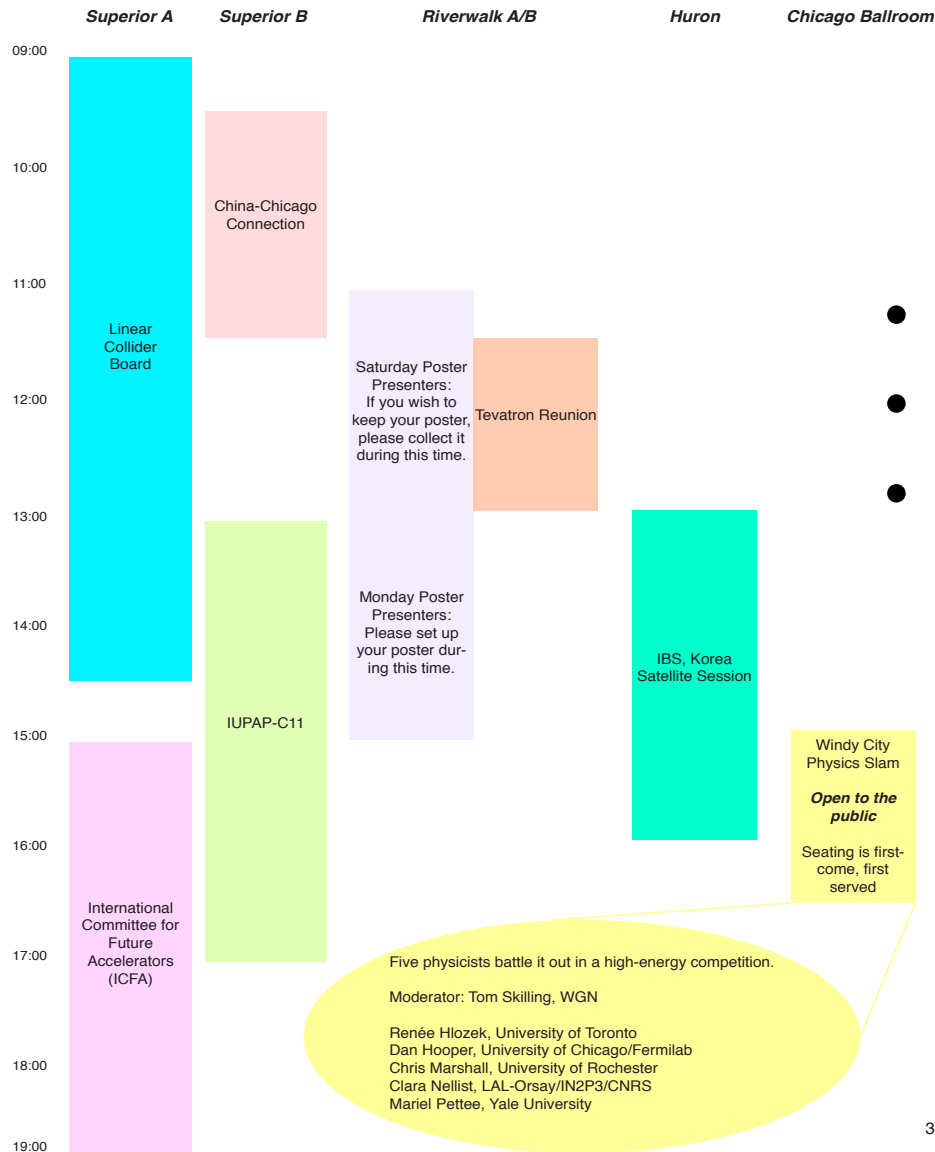 Superior A
Superior B
Riverwalk A/B
Huron
Chicago Ballroom
09:00
10:00
11:00
12:00
13:00
14:00
15:00
16:00
17:00
18:00
19:00
Linear
Collider
Board
International
Committee for
Future
Accelerators
(ICFA)
China-Chicago
Connection
IUPAP-C11
Saturday Poster
Presenters:
If you wish to
keep your poster,
please collect it
during this time.
Monday Poster
Presenters:
Please set up
your poster dur-
ing this time.
Tevatron Reunion
IBS, Korea
Satellite Session
Windy City
Physics Slam
Open to the
public
Seating is first-
come, first
served
Five physicists battle it out in a high-energy competition.
Moderator: Tom Skilling, WGN
Renée Hlozek, University of Toronto
Dan Hooper, University of Chicago/Fermilab
Chris Marshall, University of Rochester
Clara Nellist, LAL-Orsay/IN2P3/CNRS
Mariel Pettee, Yale University
3